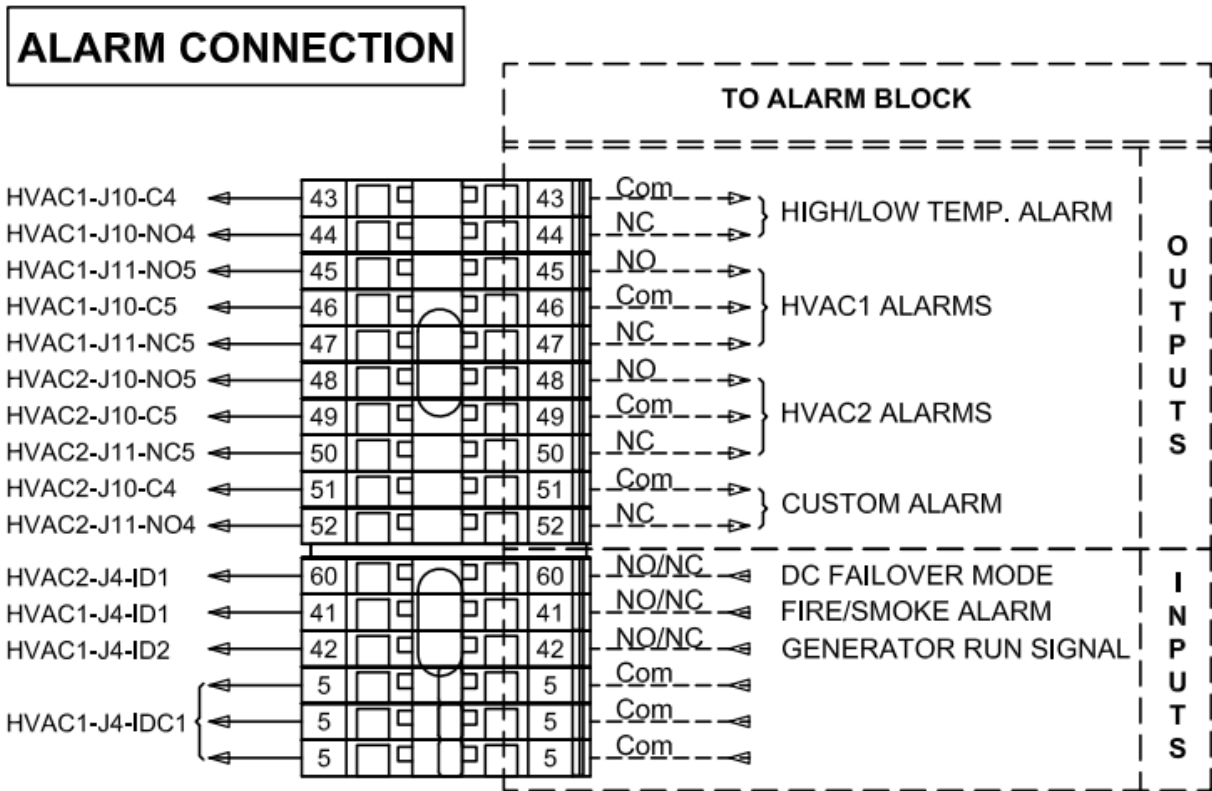 ALARM CONNECTION
TO ALARM BLOCK
HVAC1-J10-C4 43 43 Com
HIGH/LOW TEMP. ALARM
HVAC1-J10-NO4 44 44 NC
HVAC1-J11-NO5 45 45 NO
HVAC1-J10-C5 46 46 Com HVAC1 ALARMS
HVAC1-J11-NC5 47 47 NC
HVAC2-J10-NO5 48 48 NO
HVAC2-J10-C5 49 49 Com HVAC2 ALARMS
HVAC2-J11-NC5 50 50 NC
HVAC2-J10-C4 51 51 Com
CUSTOM ALARM
HVAC2-J11-NO4 52 52 NC
OUTPUTS
HVAC2-J4-ID1 60 60 NO/NC DC FAILOVER MODE
HVAC1-J4-ID1 41 41 NO/NC FIRE/SMOKE ALARM
HVAC1-J4-ID2 42 42 NO/NC GENERATOR RUN SIGNAL
5 5 Com
HVAC1-J4-IDC1 5 5 Com
5 5 Com
INPUTS